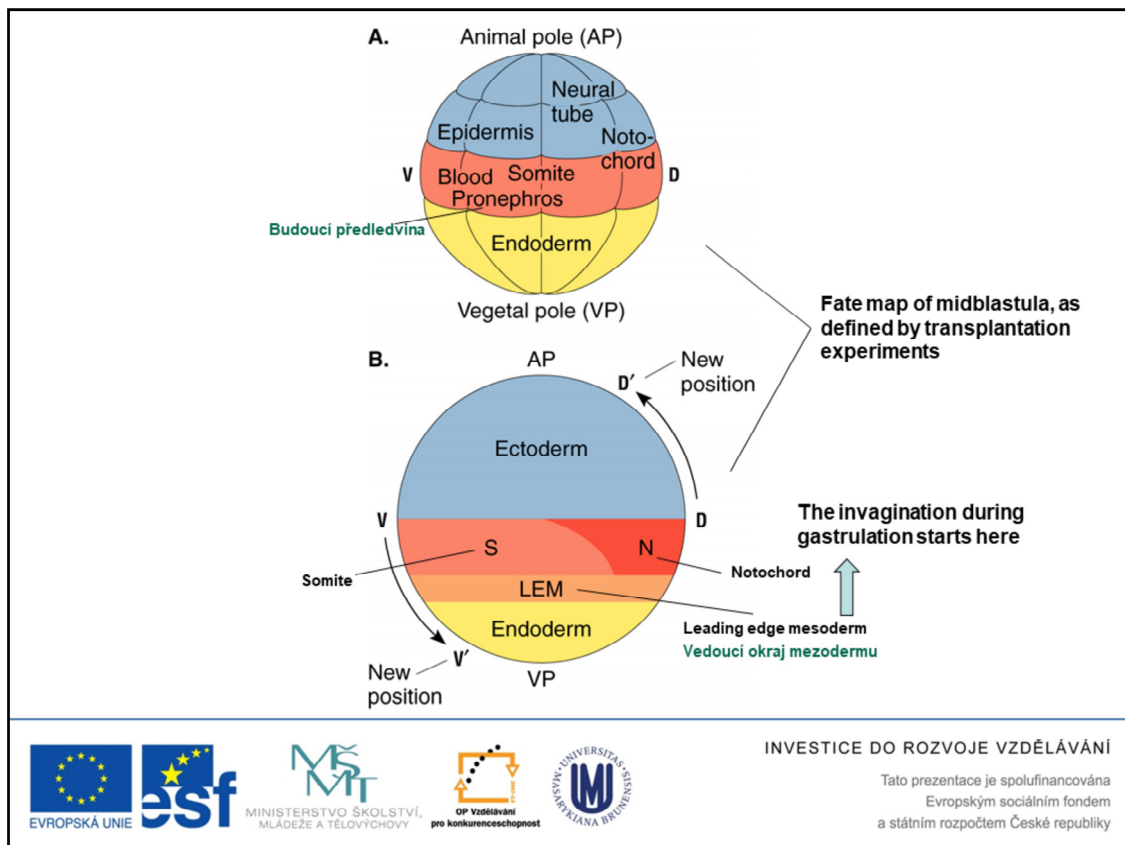 A.
Animal pole (AP)
Neural
tube
Epidermis
Noto-
chord
V
Blood
Somite
D
Pronephros
Budoucí předledvina
Endoderm
Vegetal pole (VP)
Fate map of midblastula, as
defined by transplantation
experiments
B.
AP
New
position
D′
Ectoderm
V
D
The invagination during
gastrulation starts here
S
N
Somite
Notochord
LEM
Leading edge mesoderm
Endoderm
Vedoucí okraj mezodermu
V′
New
position
VP
EVROPSKÁ UNIE
esf
MŠMT
MINISTERSTVO ŠKOLSTVÍ,
MLÁDEŽE A TĚLOVÝCHOVY
2007-13
OP Vzdělávání
pro konkurenceschopnost
UNIVERSITAS
MASARYKIANA BRUNENSIS
INVESTICE DO ROZVOJE VZDĚLÁVÁNÍ
Tato prezentace je spolufinancována
Evropským sociálním fondem
a státním rozpočtem České republiky